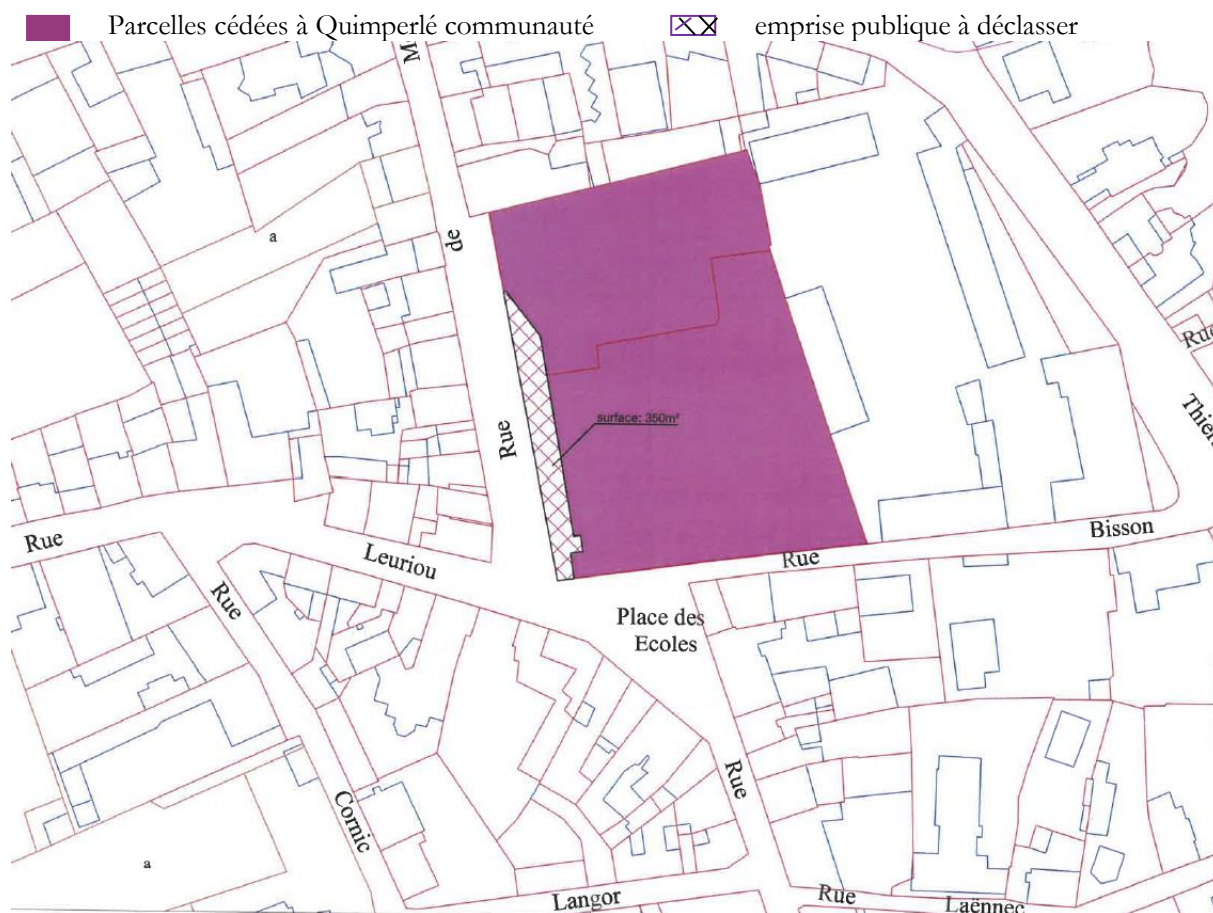 Parcelles cédées à Quimperlé communauté
emprise publique à déclasser
de
a
Rue
surface: 350m²
Rue
Rue
Bisson
Rue
Leuriou
Rue
Rue
Place des
Ecoles
Rue
Cornic
a
Langor
Rue
Laënnec